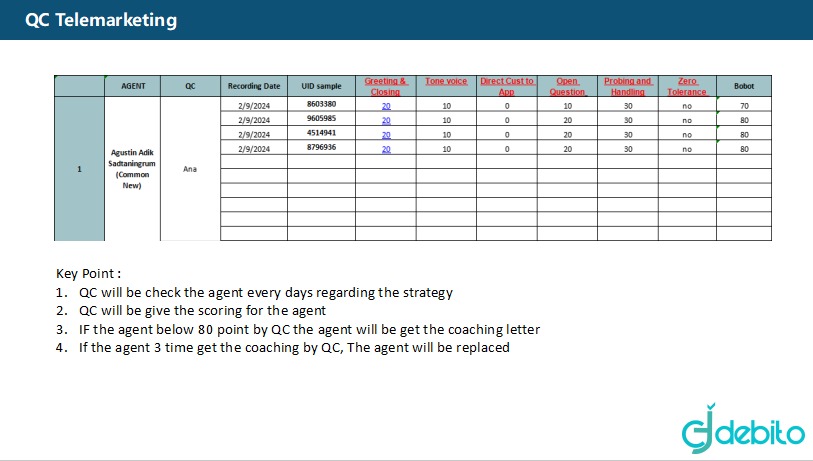 QC Telemarketing
AGENT QC Recording Date UID sample Greeting & Closing Tone voice Direct Cust to App Open Question Probing and Handling Zero Tolerance Bobot
1 Agustin Adik Sadtaningrum (Common New) Ana
2/9/2024 8603380 20 10 0 10 30 no 70
2/9/2024 9605985 20 10 0 20 30 no 80
2/9/2024 4514941 20 10 0 20 30 no 80
2/9/2024 8796936 20 10 0 20 30 no 80
Key Point :
1. QC will be check the agent every days regarding the strategy
2. QC will be give the scoring for the agent
3. IF the agent below 80 point by QC the agent will be get the coaching letter
4. If the agent 3 time get the coaching by QC, The agent will be replaced
debito